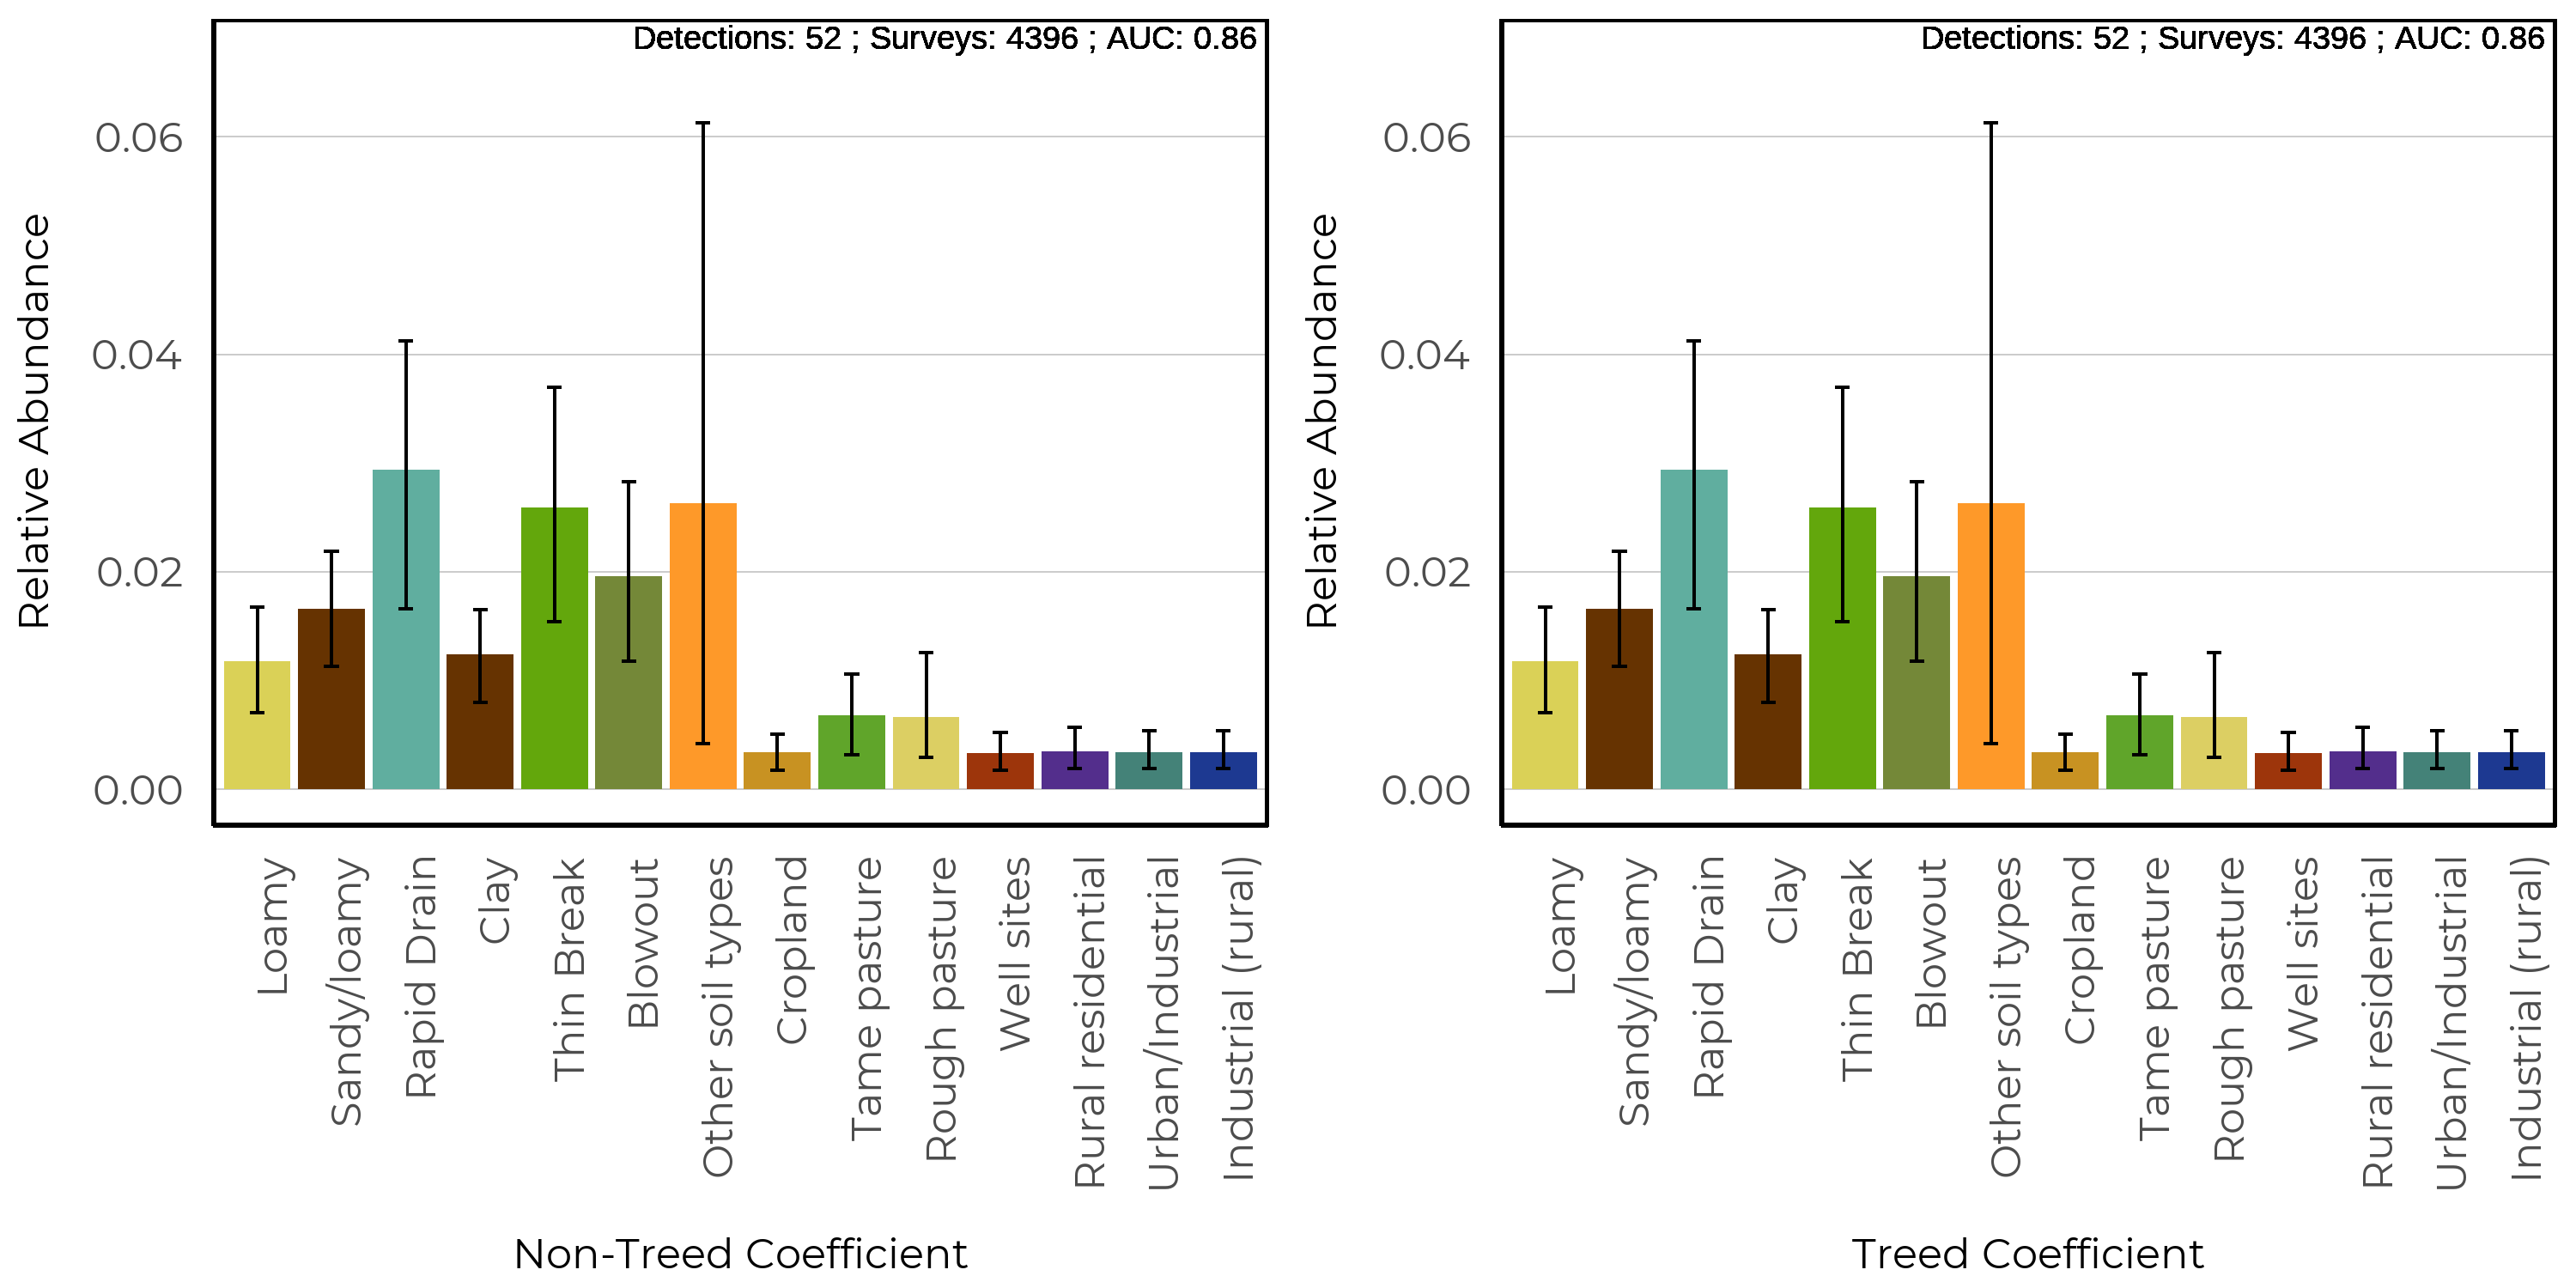 Detections: 52 ; Surveys: 4396 ; AUC: 0.86
0.06
0.04
0.02
0.00
Relative Abundance
Loamy
Sandy/loamy
Rapid Drain
Clay
Thin Break
Blowout
Other soil types
Cropland
Tame pasture
Rough pasture
Well sites
Rural residential
Urban/Industrial
Industrial (rural)
Non-Treed Coefficient
Detections: 52 ; Surveys: 4396 ; AUC: 0.86
0.06
0.04
0.02
0.00
Relative Abundance
Loamy
Sandy/loamy
Rapid Drain
Clay
Thin Break
Blowout
Other soil types
Cropland
Tame pasture
Rough pasture
Well sites
Rural residential
Urban/Industrial
Industrial (rural)
Treed Coefficient